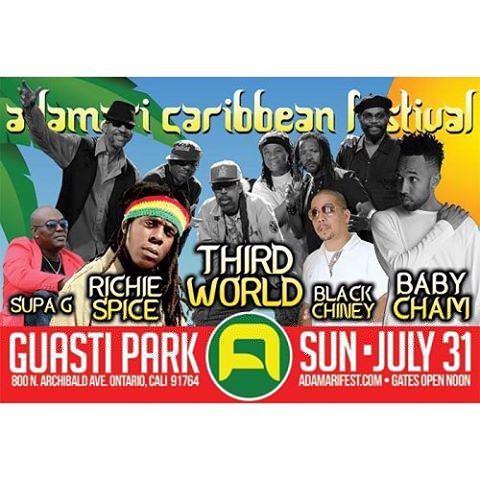 adamari caribbean festival
SUPA G
RICHIE
SPICE
THIRD
WORLD
BLACK
CHINEY
BABY
CHAM
GUASTI PARK
800 N. ARCHIBALD AVE. ONTARIO, CALI 91764
A
SUN•JULY 31
ADAMARIFEST.COM • GATES OPEN NOON